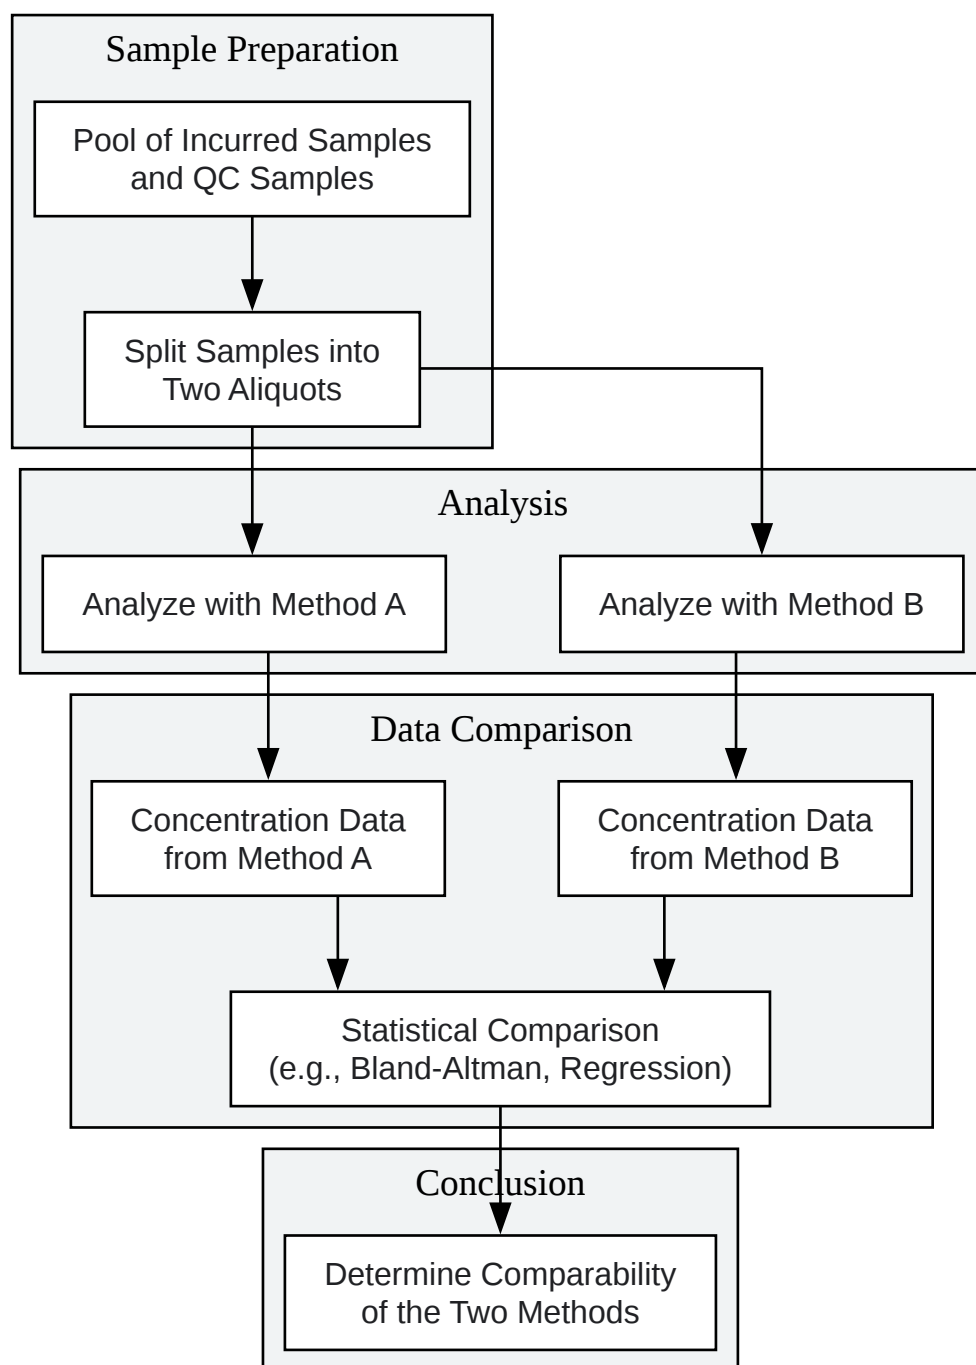 Sample Preparation
Pool of Incurred Samples
and QC Samples
Split Samples into
Two Aliquots
Analysis
Analyze with Method A
Analyze with Method B
Data Comparison
Concentration Data
from Method A
Concentration Data
from Method B
Statistical Comparison
(e.g., Bland-Altman, Regression)
Conclusion
Determine Comparability
of the Two Methods